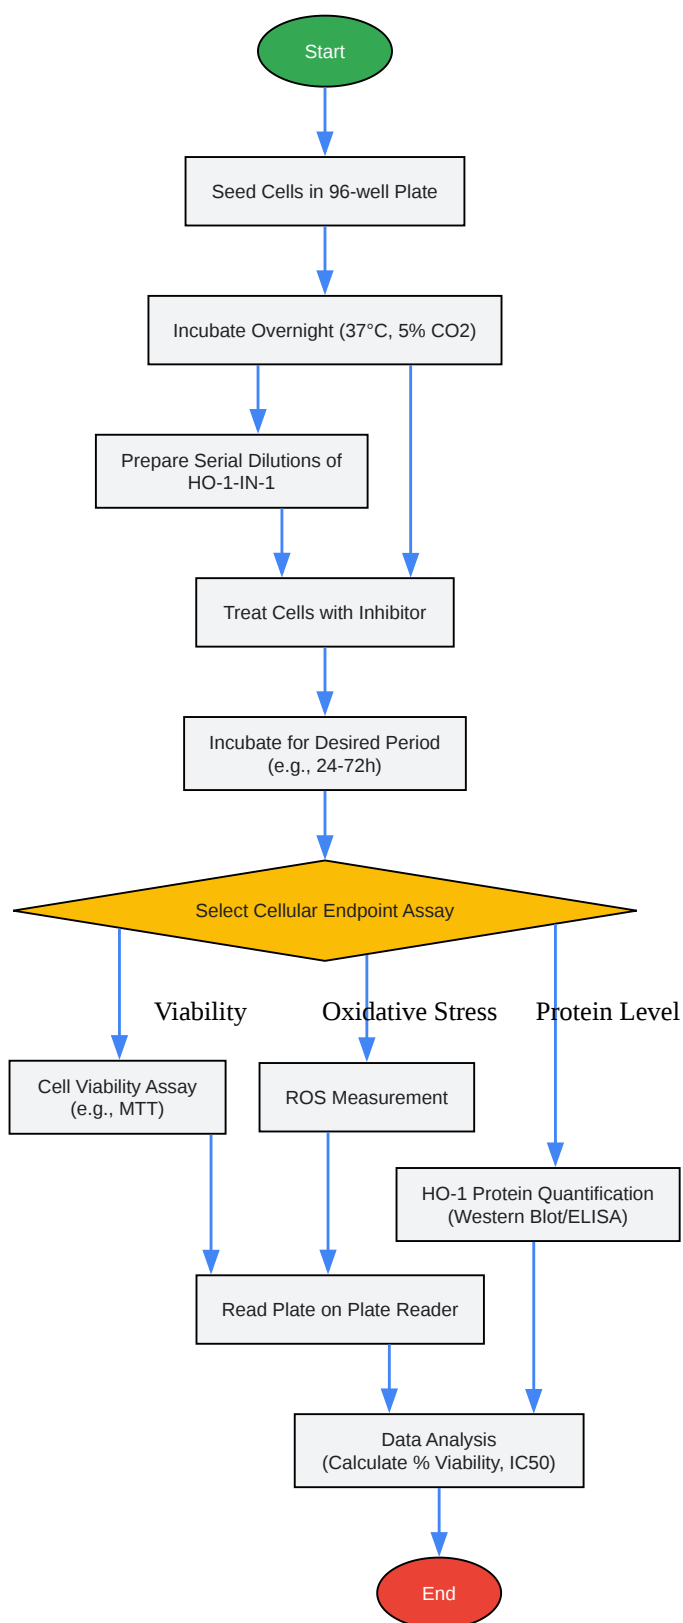 Start
Seed Cells in 96-well Plate
Incubate Overnight (37°C, 5% CO2)
Prepare Serial Dilutions of
HO-1-IN-1
Treat Cells with Inhibitor
Incubate for Desired Period
(e.g., 24-72h)
Select Cellular Endpoint Assay
Viability
Oxidative Stress
Protein Level
Cell Viability Assay
(e.g., MTT)
ROS Measurement
HO-1 Protein Quantification
(Western Blot/ELISA)
Read Plate on Plate Reader
Data Analysis
(Calculate % Viability, IC50)
End